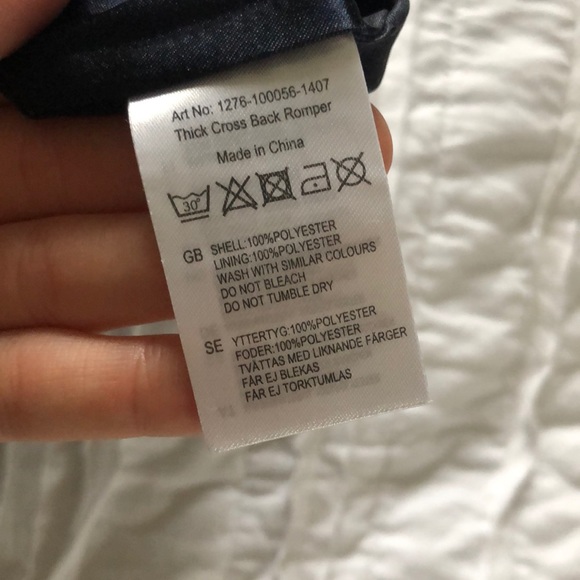 Art No: 1276-100056-1407
Thick Cross Back Romper
Made in China
30°
GB SHELL:100%POLYESTER
LINING:100%POLYESTER
WASH WITH SIMILAR COLOURS
DO NOT BLEACH
DO NOT TUMBLE DRY
SE YTTERTYG:100%POLYESTER
FODER:100%POLYESTER
TVÄTTAS MED LIKNANDE FÄRGER
FÅR EJ BLEKAS
FÅR EJ TORKTUMLAS